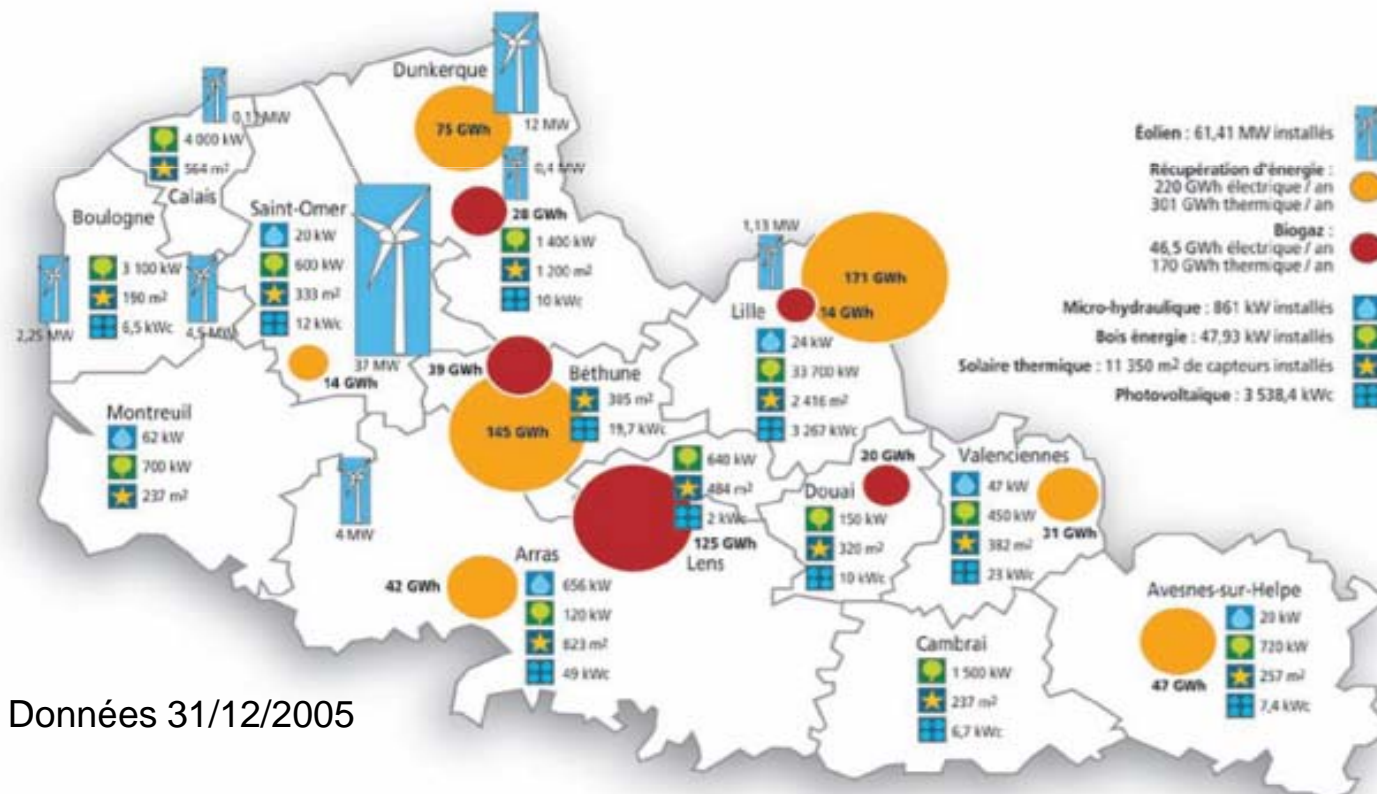 Dunkerque
75 GWh
12 MW
0,4 MW
28 GWh
1 400 kW
1 200 m²
10 kWc
0,13 MW
4 000 kW
564 m²
Calais
Boulogne
3 100 kW
190 m²
6,5 kWc
2,25 MW
4,5 MW
Saint-Omer
20 kW
600 kW
333 m²
12 kWc
14 GWh
37 MW
39 GWh
Béthune
385 m²
19,7 kWc
145 GWh
Montreuil
62 kW
700 kW
237 m²
4 MW
1,13 MW
171 GWh
Lille
14 GWh
24 kW
33 700 kW
2 416 m²
3 267 kWc
640 kW
484 m²
2 kWc
125 GWh
Lens
20 GWh
Douai
150 kW
320 m²
10 kWc
Valenciennes
47 kW
450 kW
382 m²
23 kWc
31 GWh
42 GWh
Arras
656 kW
120 kW
623 m²
49 kWc
Cambrai
1 500 kW
237 m²
6,7 kWc
Avesnes-sur-Helpe
20 kW
720 kW
257 m²
7,4 kWc
47 GWh
Éolien : 61,41 MW installés
Récupération d'énergie :
220 GWh électrique / an
301 GWh thermique / an
Biogaz :
46,5 GWh électrique / an
170 GWh thermique / an
Micro-hydraulique : 861 kW installés
Bois énergie : 47,93 kW installés
Solaire thermique : 11 350 m² de capteurs installés
Photovoltaïque : 3 538,4 kWc
Données 31/12/2005